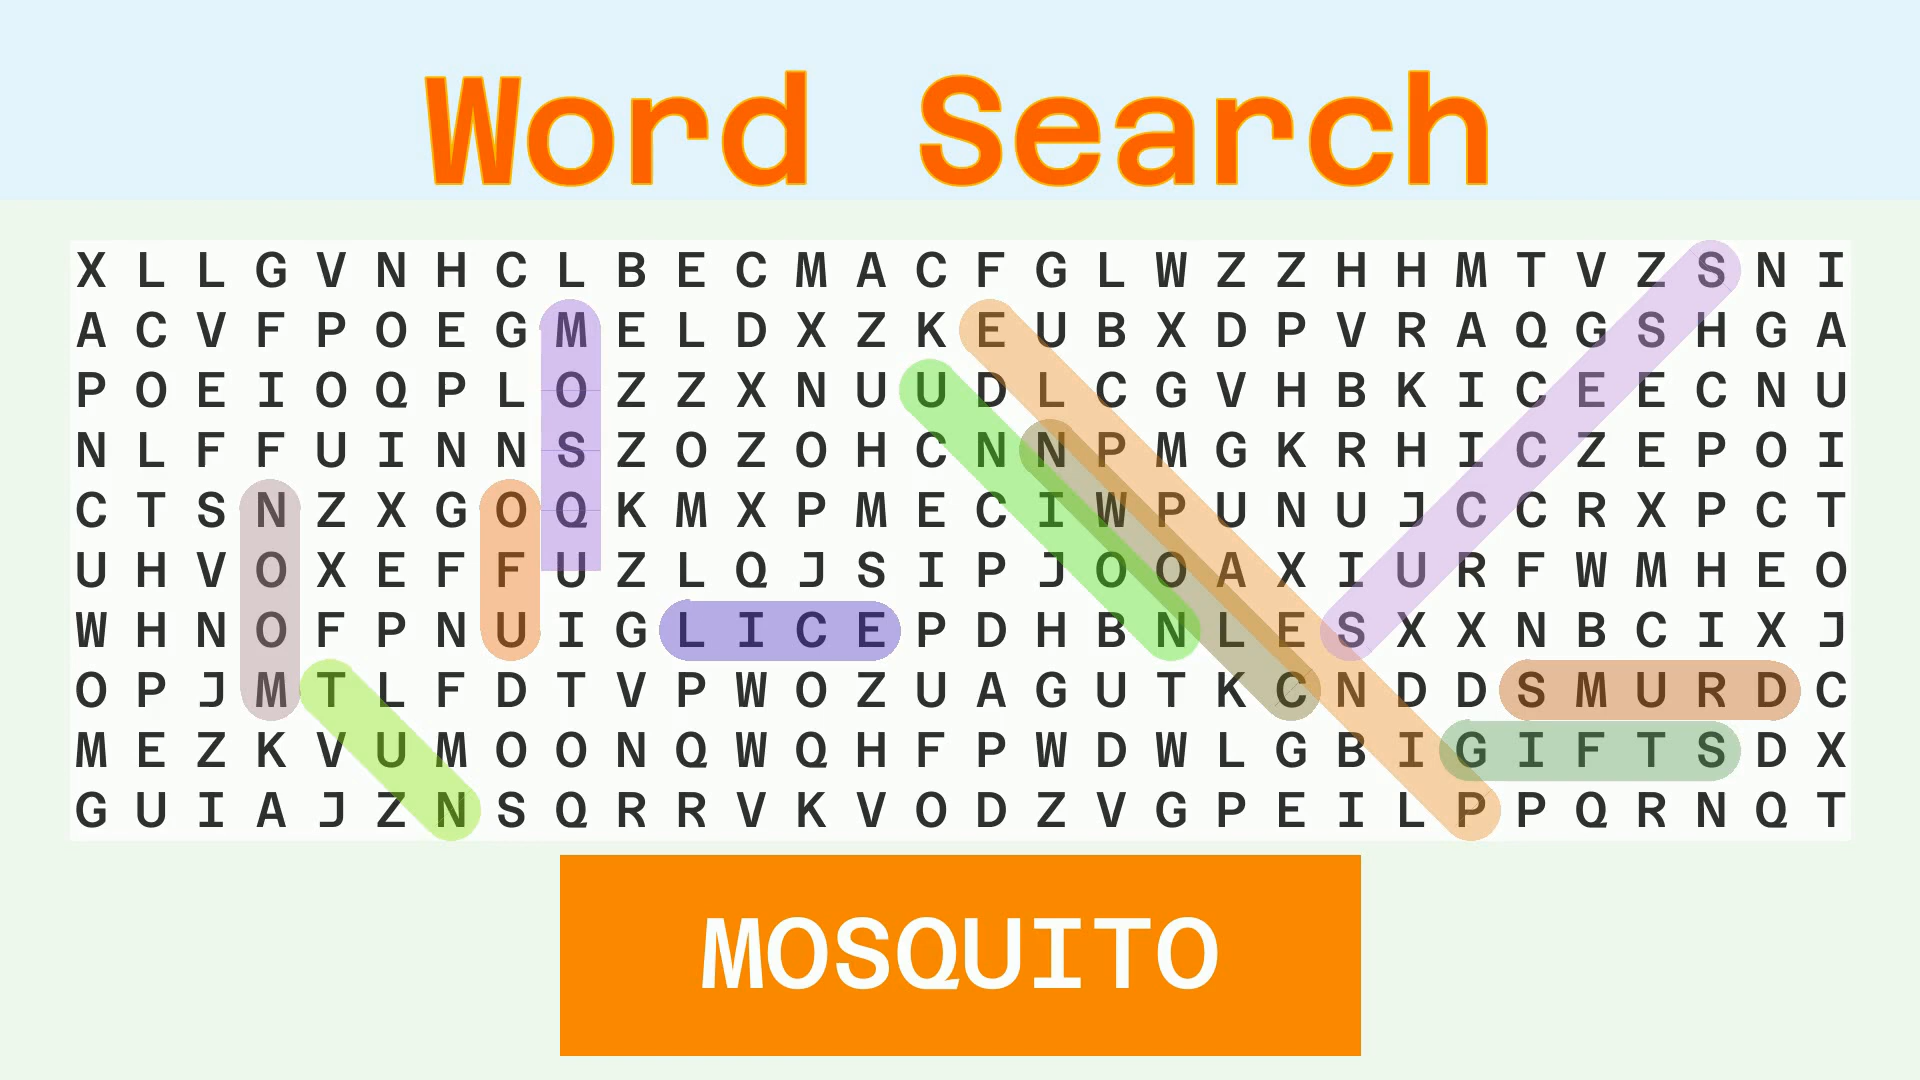 Word Search
X L L G V N H C L B E C M A C F G L W Z Z H H M T V Z S N I
A C V F P O E G M E L D X Z K E U B X D P V R A Q G S H G A
P O E I O Q P L O Z Z X N U U D L C G V H B K I C E E C N U
N L F F U I N N S Z O Z O H C N N P M G K R H I C Z E P O I
C T S N Z X G O Q K M X P M E C I W P U N U J C C R X P C T
U H V O X E F F U Z L Q J S I P J O O A X I U R F W M H E O
W H N O F P N U I G L I C E P D H B N L E S X X N B C I X J
O P J M T L F D T V P W O Z U A G U T K C N D D S M U R D C
M E Z K V U M O O N Q W Q H F P W D W L G B I G I F T S D X
G U I A J Z N S Q R R V K V O D Z V G P E I L P P Q R N Q T
MOSQUITO